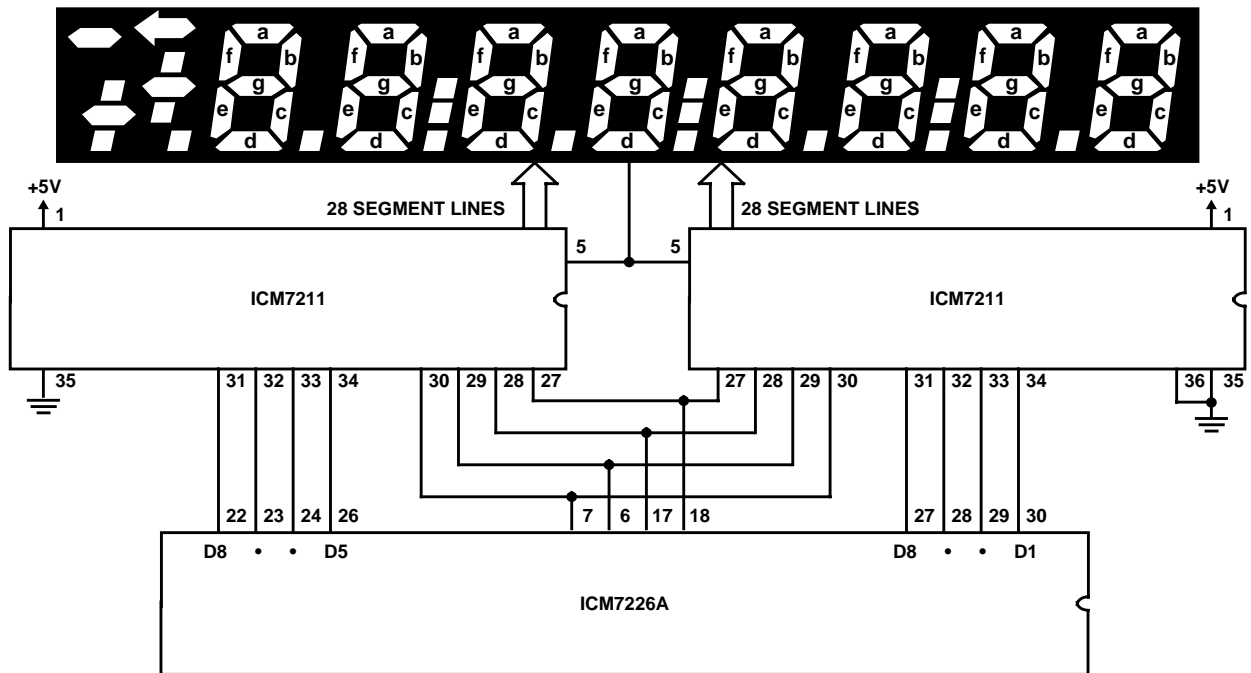 a a a a a a a a
f b f b f b f b f b f b f b f b
g g g g g g g g
e c e c e c e c e c e c e c e c
d d d d d d d d
+5V +5V
1 28 SEGMENT LINES 28 SEGMENT LINES 1
5 5
ICM7211 ICM7211
35 31 32 33 34 30 29 28 27 27 28 29 30 31 32 33 34 36 35
22 23 24 26 7 6 17 18 27 28 29 30
D8 • • D5 D8 • • D1
ICM7226A